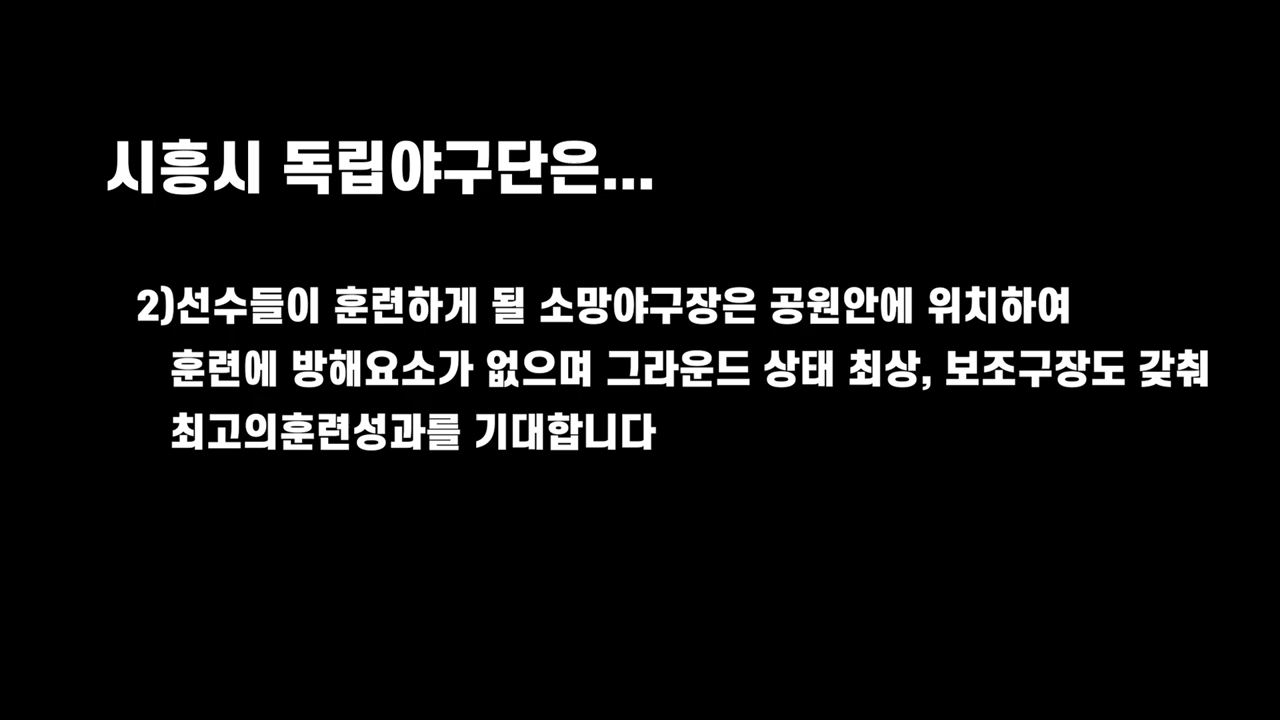 시흥시 독립야구단은...
2)선수들이 훈련하게 될 소망야구장은 공원안에 위치하여
훈련에 방해요소가 없으며 그라운드 상태 최상, 보조구장도 갖춰
최고의훈련성과를 기대합니다